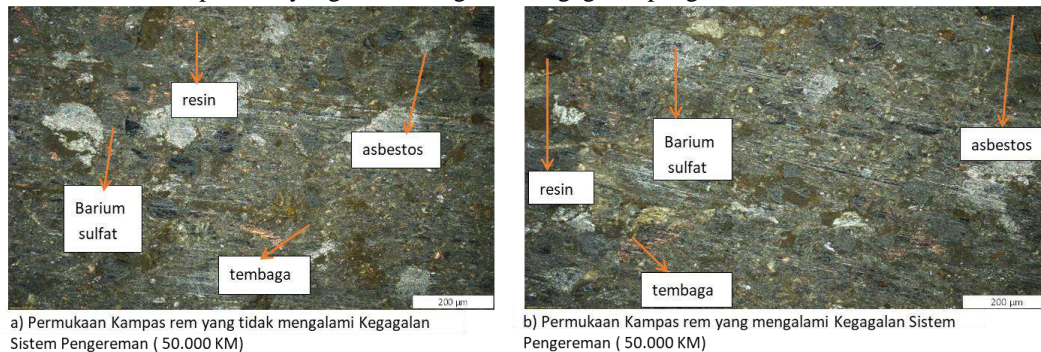 resin
asbestos
Barium
sulfat
tembaga
200 µm
a) Permukaan Kampas rem yang tidak mengalami Kegagalan
Sistem Pengereman ( 50.000 KM)
Barium
sulfat
asbestos
resin
tembaga
200 µm
b) Permukaan Kampas rem yang mengalami Kegagalan Sistem
Pengereman ( 50.000 KM)